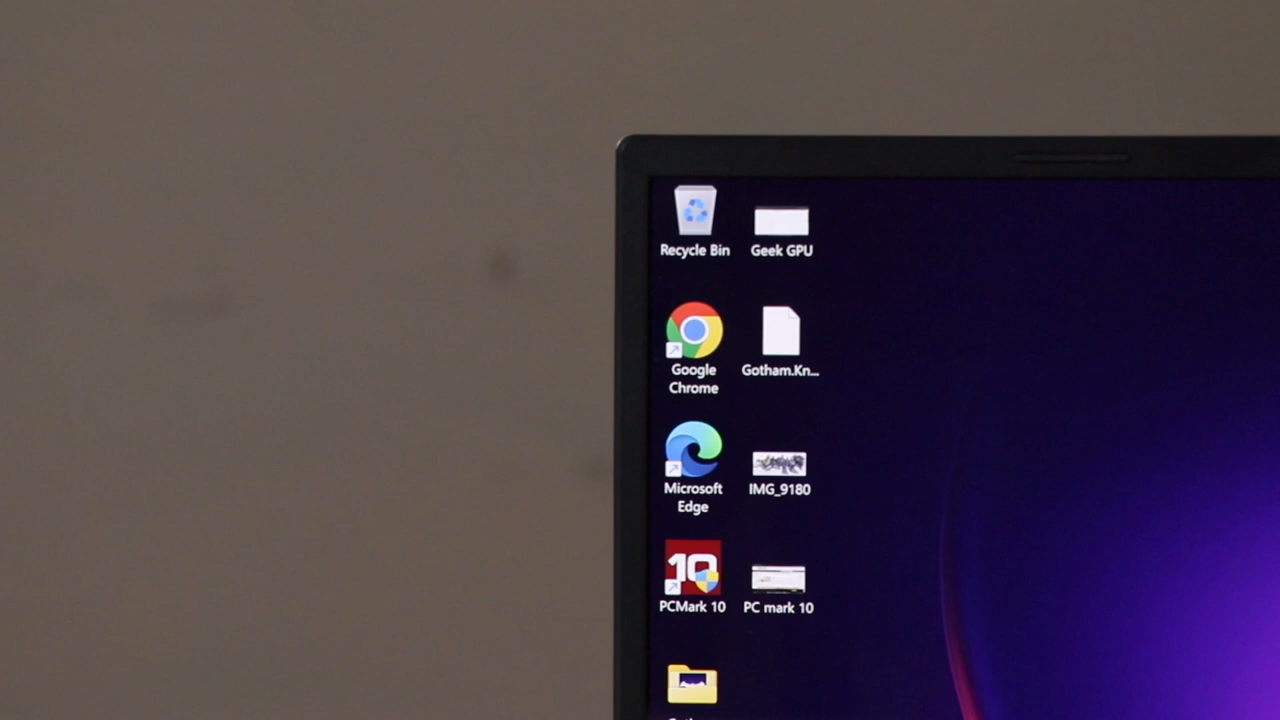 Recycle Bin
Geek GPU
Google
Chrome
Gotham.Kn...
Microsoft
Edge
IMG_9180
10
PCMark 10
PC mark 10